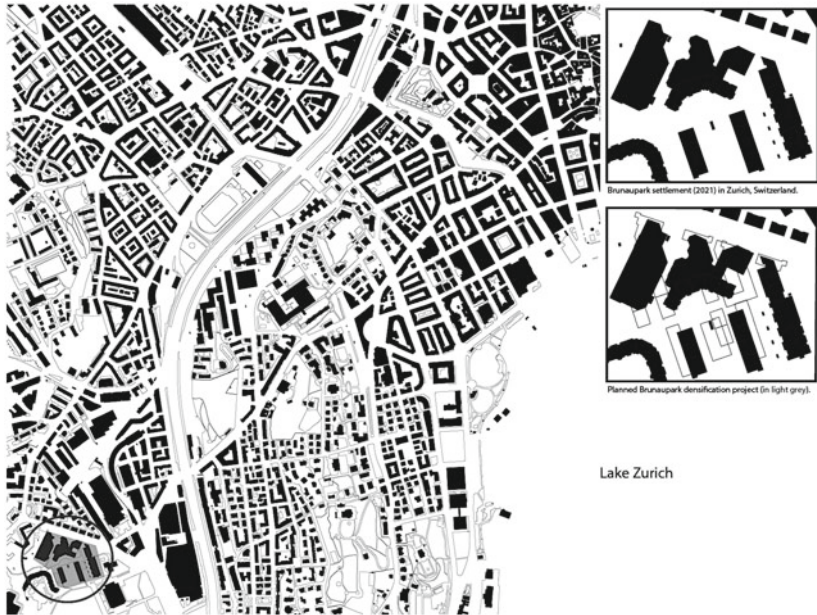 Brunaupark settlement (2021) in Zurich, Switzerland.
Planned Brunaupark densification project (in light grey).
Lake Zurich